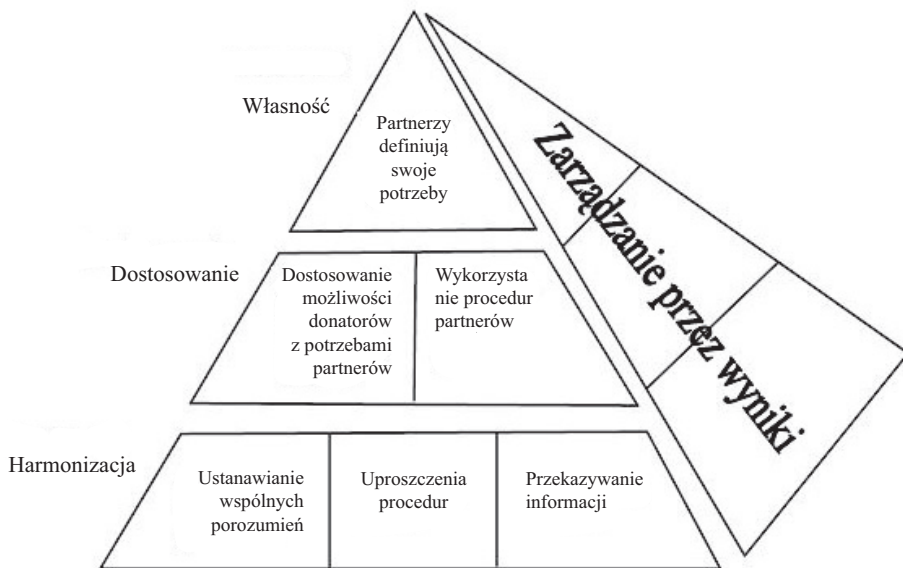 Własność
Partnerzy
definiują
swoje
potrzeby
Zarządzanie przez wyniki
Dostosowanie
Dostosowanie
możliwości
donatorów
z potrzebami
partnerów
Wykorzysta
nie procedur
partnerów
Harmonizacja
Ustanawianie
wspólnych
porozumień
Uproszczenia
procedur
Przekazywanie
informacji